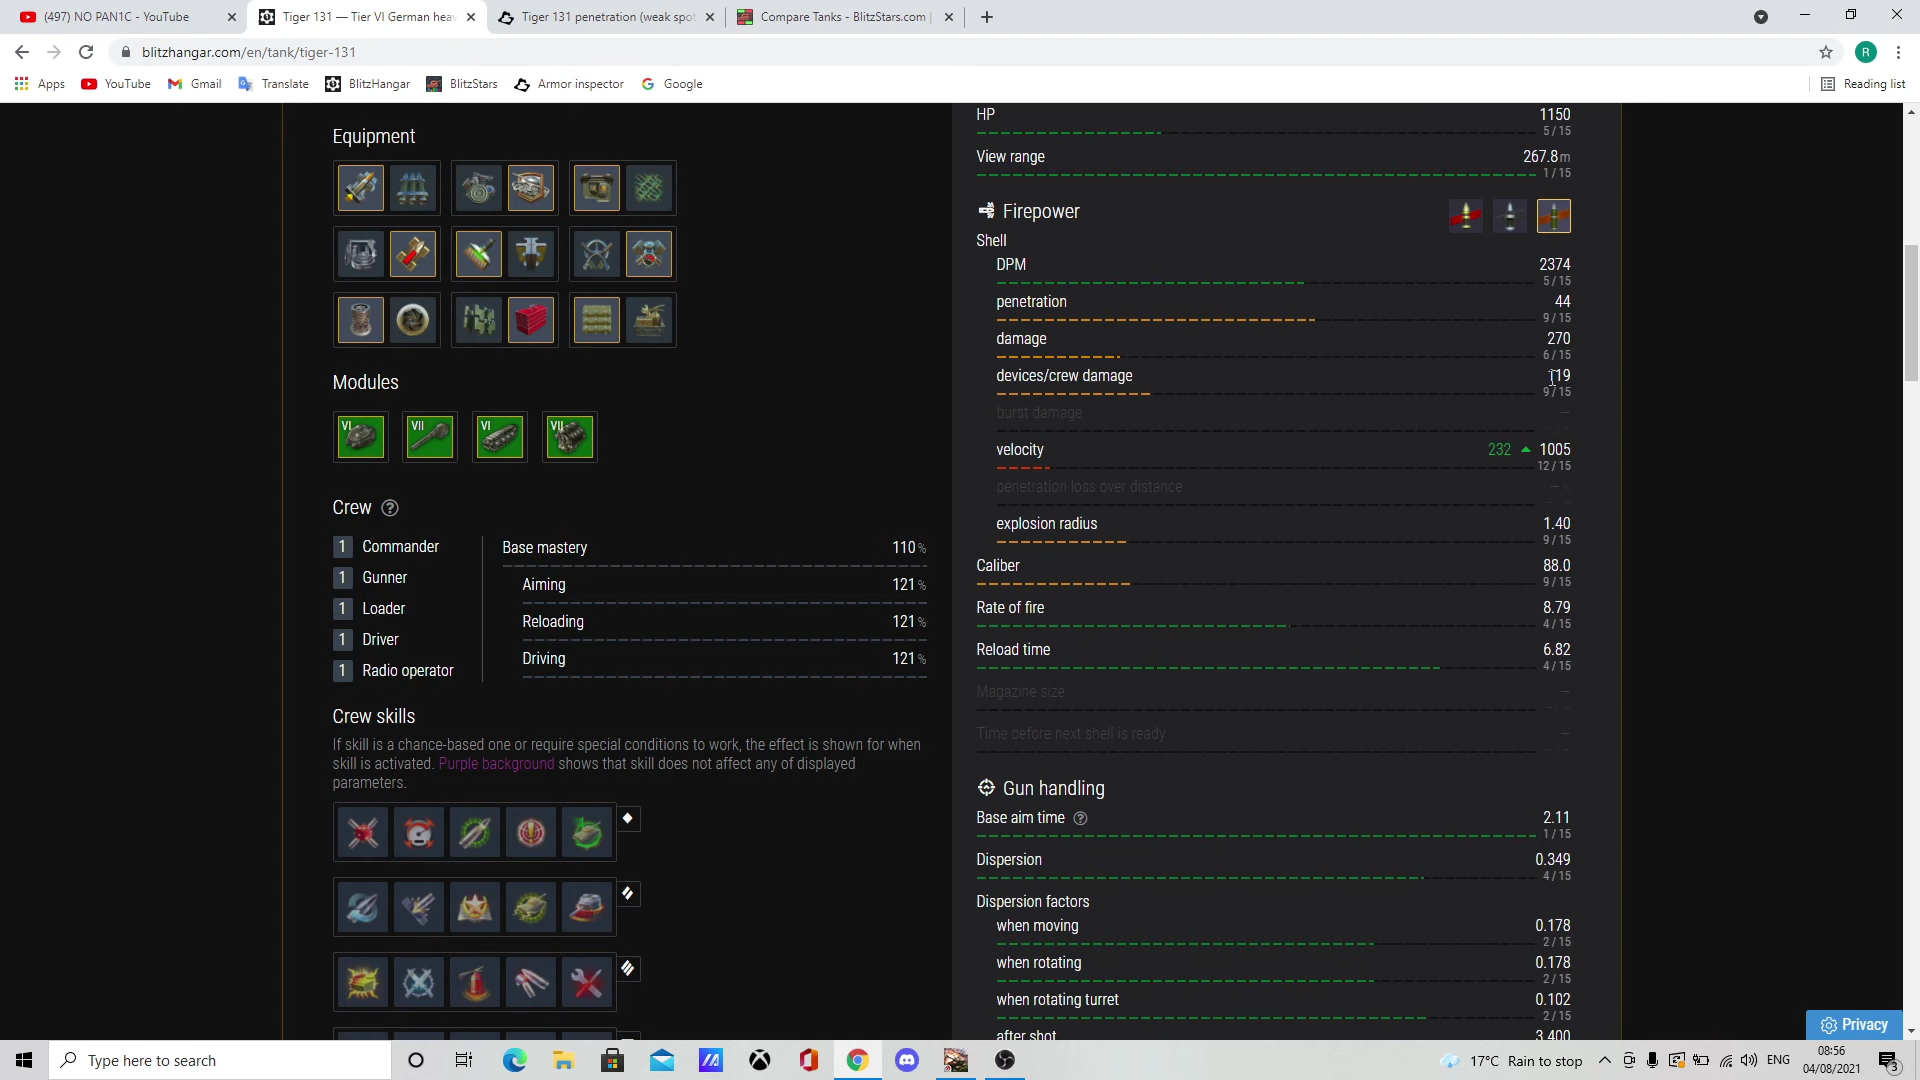 (497) NO PAN1C - YouTube
Tiger 131 — Tier VI German heav
Tiger 131 penetration (weak spot
Compare Tanks - BlitzStars.com |
blitzhangar.com/en/tank/tiger-131
R
Apps
YouTube
Gmail
Translate
BlitzHangar
BlitzStars
Armor inspector
Google
Reading list
Equipment
Modules
VI
VII
VI
VII
Crew ?
1 Commander
1 Gunner
1 Loader
1 Driver
1 Radio operator
Base mastery 110 %
Aiming 121 %
Reloading 121 %
Driving 121 %
Crew skills
If skill is a chance-based one or require special conditions to work, the effect is shown for when
skill is activated. Purple background shows that skill does not affect any of displayed
parameters.
HP 1150
5 / 15
View range 267.8 m
1 / 15
Firepower
Shell
DPM 2374
5 / 15
penetration 44
9 / 15
damage 270
6 / 15
devices/crew damage 119
9 / 15
burst damage —
velocity 232 ▲ 1005
12 / 15
penetration loss over distance — %
explosion radius 1.40
9 / 15
Caliber 88.0
9 / 15
Rate of fire 8.79
4 / 15
Reload time 6.82
4 / 15
Magazine size —
Time before next shell is ready —
Gun handling
Base aim time ? 2.11
1 / 15
Dispersion 0.349
4 / 15
Dispersion factors
when moving 0.178
2 / 15
when rotating 0.178
2 / 15
when rotating turret 0.102
2 / 15
after shot 3.400
Privacy
Type here to search
17°C Rain to stop
ENG
08:56
04/08/2021
3